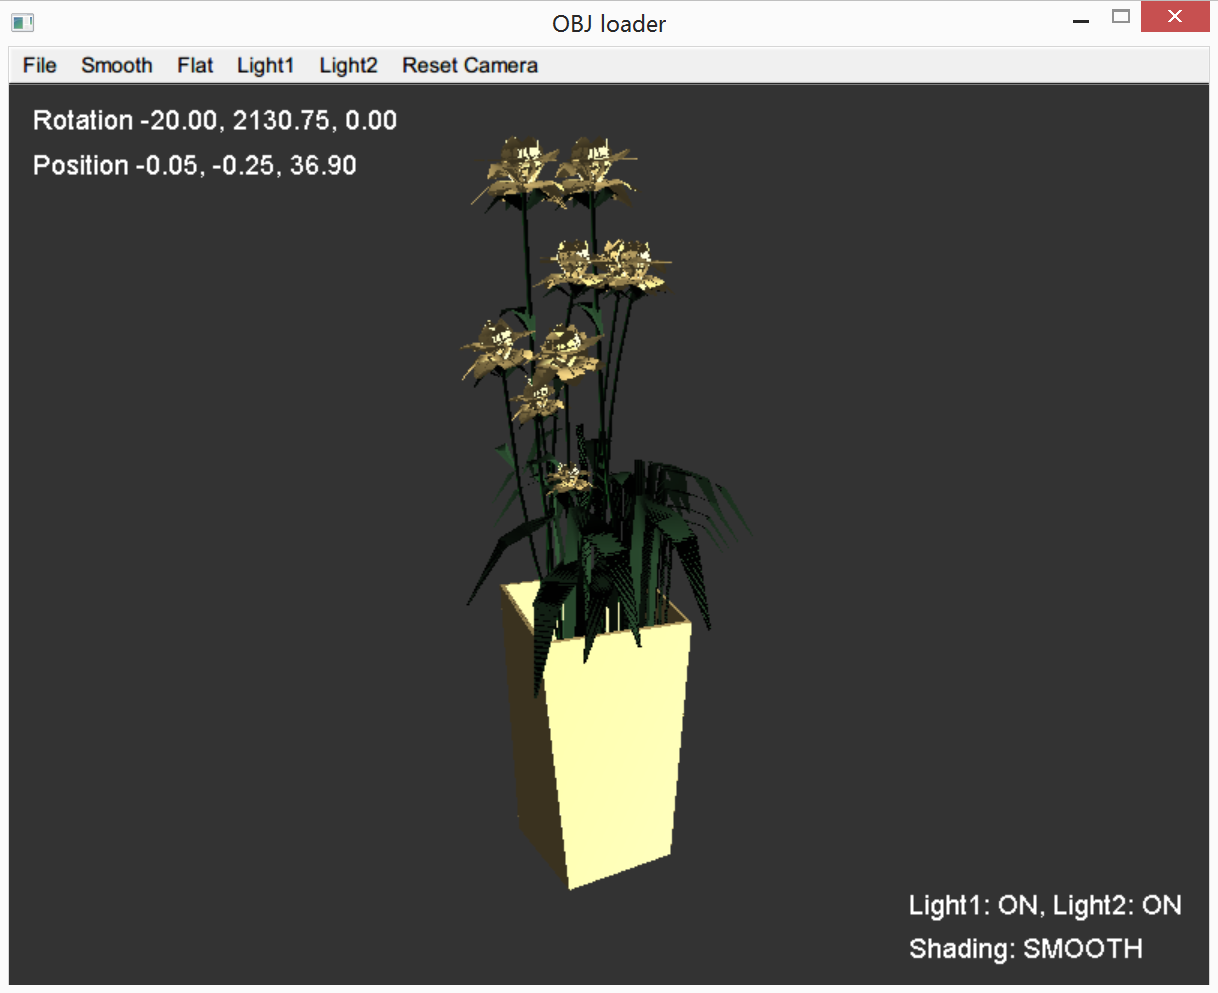 OBJ loader
File Smooth Flat Light1 Light2 Reset Camera
Rotation -20.00, 2130.75, 0.00
Position -0.05, -0.25, 36.90
Light1: ON, Light2: ON
Shading: SMOOTH